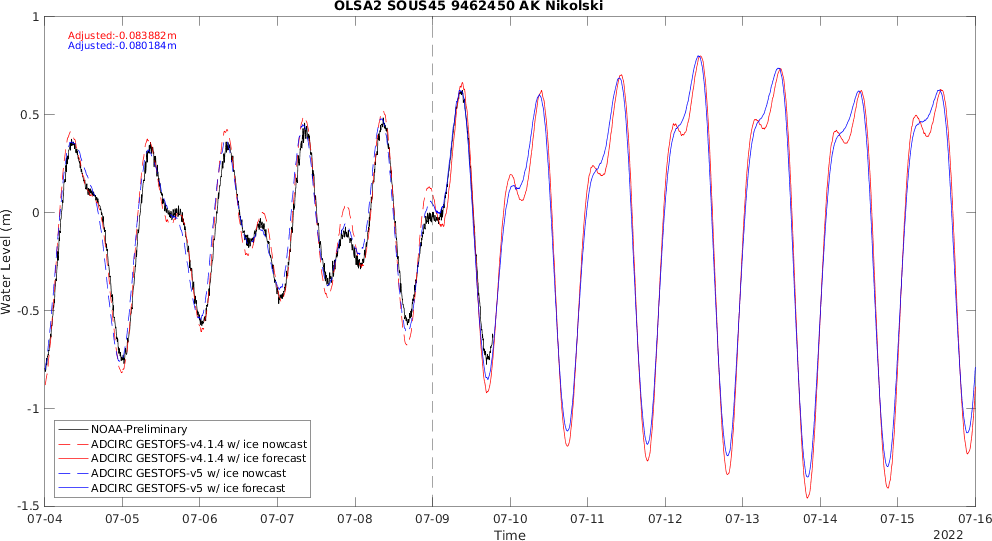 OLSA2 SOUS45 9462450 AK Nikolski
Adjusted:-0.083882m
Adjusted:-0.080184m
1
0.5
0
-0.5
-1
-1.5
Water Level (m)
NOAA-Preliminary
ADCIRC GESTOFS-v4.1.4 w/ ice nowcast
ADCIRC GESTOFS-v4.1.4 w/ ice forecast
ADCIRC GESTOFS-v5 w/ ice nowcast
ADCIRC GESTOFS-v5 w/ ice forecast
07-04 07-05 07-06 07-07 07-08 07-09 07-10 07-11 07-12 07-13 07-14 07-15 07-16
Time
2022